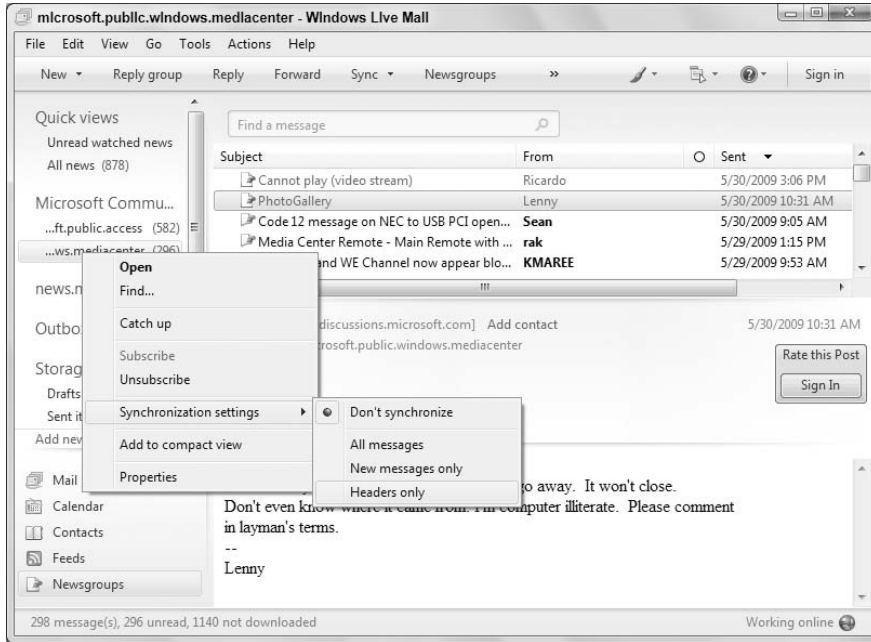 microsoft.public.windows.mediacenter - Windows Live Mail
File Edit View Go Tools Actions Help
New Reply group Reply Forward Sync Newsgroups » Sign in
Quick views
Unread watched news
All news (878)
Microsoft Commu...
...ft.public.access (582)
...ws.mediacenter (296)
news.n
Outbo
Storag
Drafts
Sent it
Add new
Mail
Calendar
Contacts
Feeds
Newsgroups
Find a message
Subject From Sent
Cannot play (video stream) Ricardo 5/30/2009 3:06 PM
PhotoGallery Lenny 5/30/2009 10:31 AM
Code 12 message on NEC to USB PCI open... Sean 5/30/2009 9:05 AM
Media Center Remote - Main Remote with ... rak 5/29/2009 1:15 PM
and WE Channel now appear blo... KMAREE 5/29/2009 9:53 AM
Open
Find...
Catch up
Subscribe
Unsubscribe
Synchronization settings
Add to compact view
Properties
Don't synchronize
All messages
New messages only
Headers only
discussions.microsoft.com] Add contact 5/30/2009 10:31 AM
rosoft.public.windows.mediacenter
Rate this Post
Sign In
go away. It won't close.
Don't even know where it came from. I'm computer illiterate. Please comment
in layman's terms.
--
Lenny
298 message(s), 296 unread, 1140 not downloaded Working online